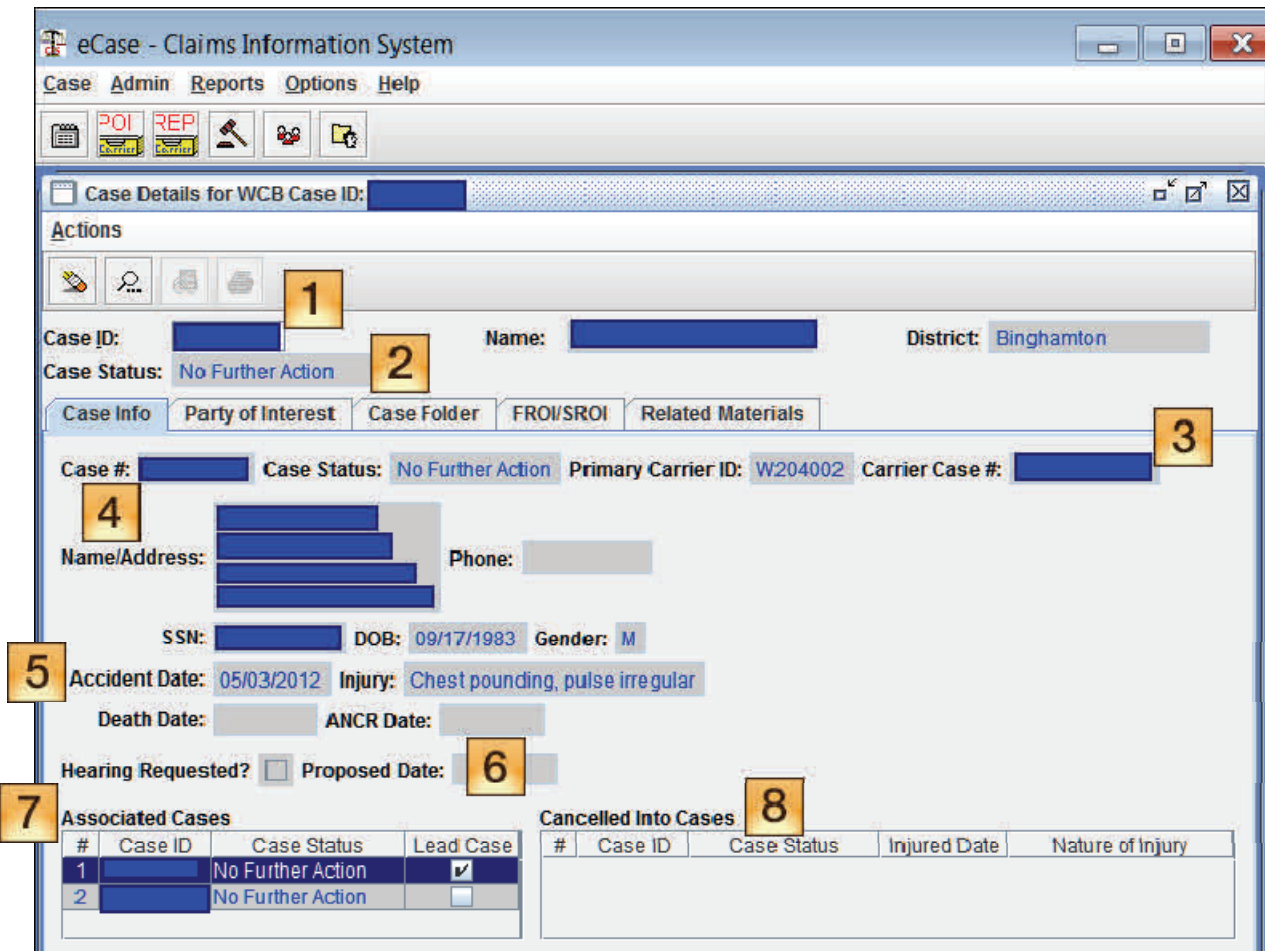 eCase - Claims Information System
Case Admin Reports Options Help
POI REP
Carrier Carrier
Case Details for WCB Case ID:
Actions
1
Case ID: Name: District: Binghamton
2
Case Status: No Further Action
Case Info Party of Interest Case Folder FROI/SROI Related Materials
3
Case #: Case Status: No Further Action Primary Carrier ID: W204002 Carrier Case #:
4
Name/Address: Phone:
SSN: DOB: 09/17/1983 Gender: M
5 Accident Date: 05/03/2012 Injury: Chest pounding, pulse irregular
Death Date: ANCR Date:
Hearing Requested? Proposed Date: 6
7 Associated Cases Cancelled Into Cases 8
# Case ID Case Status Lead Case # Case ID Case Status Injured Date Nature of Injury
1 No Further Action
2 No Further Action